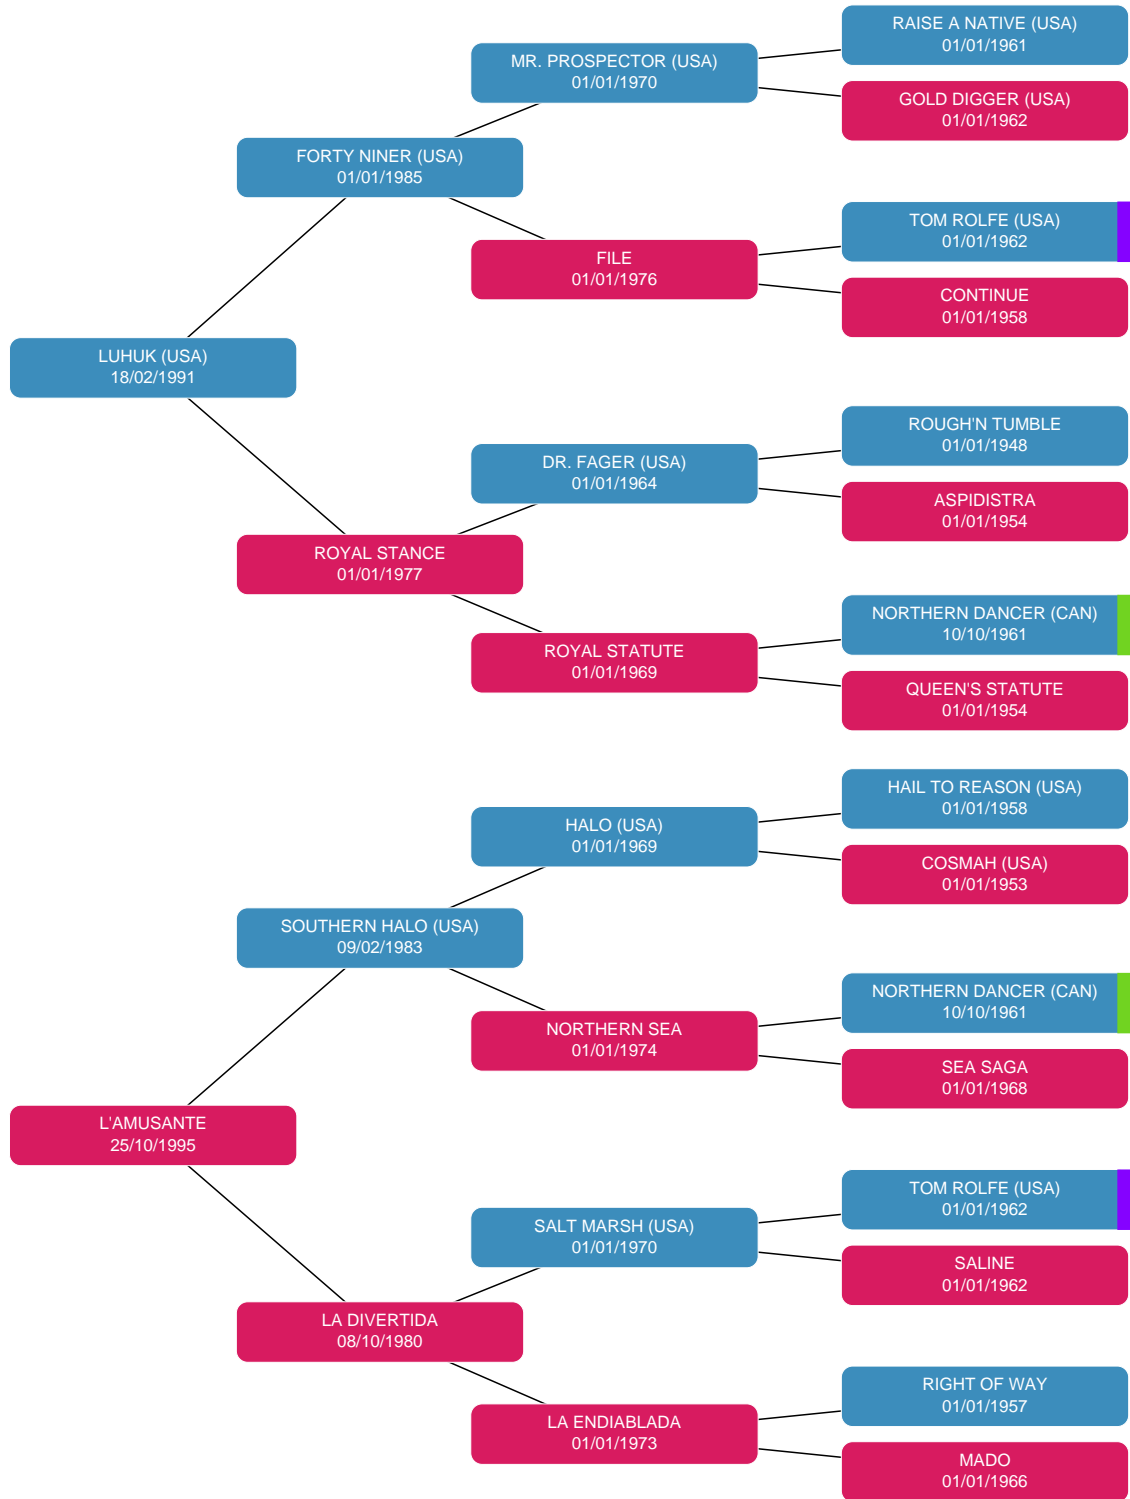 RAISE A NATIVE (USA)
01/01/1961
MR. PROSPECTOR (USA)
01/01/1970
GOLD DIGGER (USA)
01/01/1962
FORTY NINER (USA)
01/01/1985
TOM ROLFE (USA)
01/01/1962
FILE
01/01/1976
CONTINUE
01/01/1958
LUHUK (USA)
18/02/1991
ROUGH'N TUMBLE
01/01/1948
DR. FAGER (USA)
01/01/1964
ASPIDISTRA
01/01/1954
ROYAL STANCE
01/01/1977
NORTHERN DANCER (CAN)
10/10/1961
ROYAL STATUTE
01/01/1969
QUEEN'S STATUTE
01/01/1954
HAIL TO REASON (USA)
01/01/1958
HALO (USA)
01/01/1969
COSMAH (USA)
01/01/1953
SOUTHERN HALO (USA)
09/02/1983
NORTHERN DANCER (CAN)
10/10/1961
NORTHERN SEA
01/01/1974
SEA SAGA
01/01/1968
L'AMUSANTE
25/10/1995
TOM ROLFE (USA)
01/01/1962
SALT MARSH (USA)
01/01/1970
SALINE
01/01/1962
LA DIVERTIDA
08/10/1980
RIGHT OF WAY
01/01/1957
LA ENDIABLADA
01/01/1973
MADO
01/01/1966